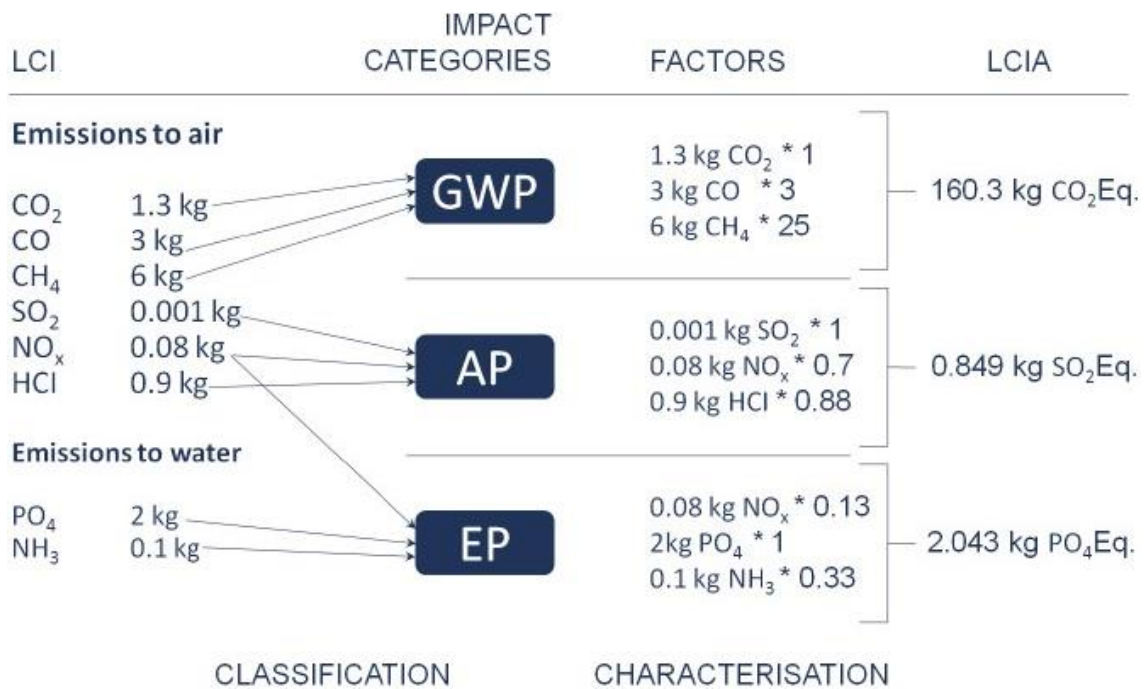 LCI IMPACT CATEGORIES FACTORS LCIA
Emissions to air
CO₂ 1.3 kg
CO 3 kg
CH₄ 6 kg
SO₂ 0.001 kg
NOₓ 0.08 kg
HCl 0.9 kg
Emissions to water
PO₄ 2 kg
NH₃ 0.1 kg
GWP
1.3 kg CO₂ * 1
3 kg CO * 3
6 kg CH₄ * 25
160.3 kg CO₂Eq.
AP
0.001 kg SO₂ * 1
0.08 kg NOₓ * 0.7
0.9 kg HCl * 0.88
0.849 kg SO₂Eq.
EP
0.08 kg NOₓ * 0.13
2kg PO₄ * 1
0.1 kg NH₃ * 0.33
2.043 kg PO₄Eq.
CLASSIFICATION CHARACTERISATION